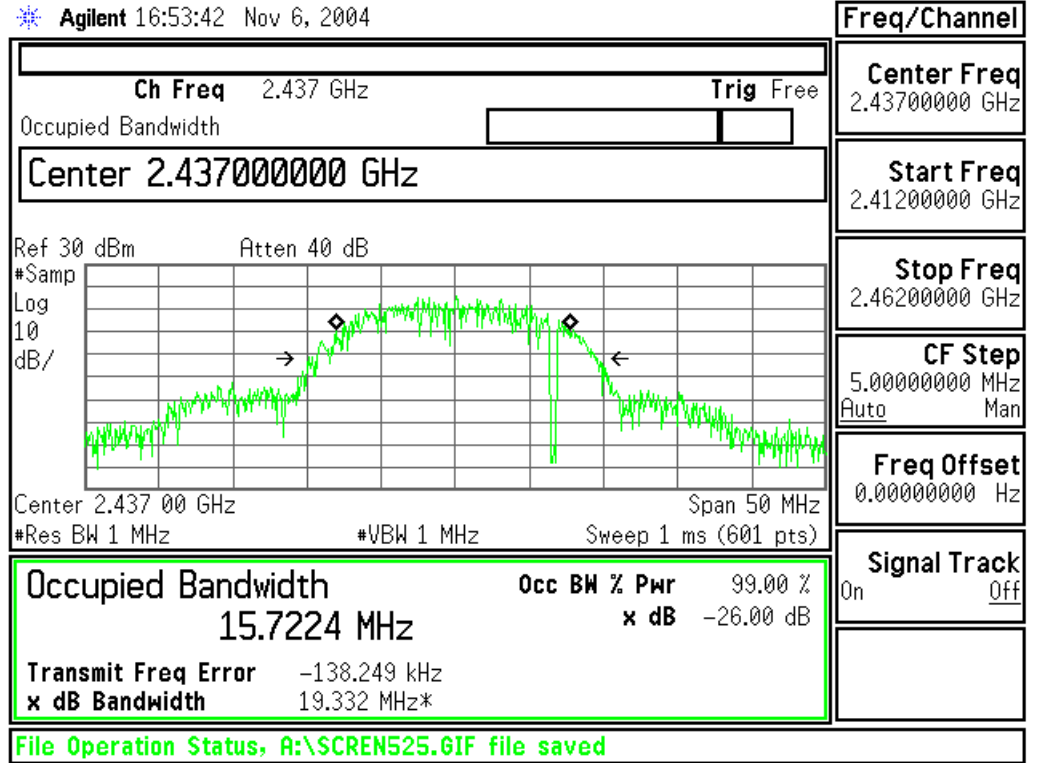 Agilent 16:53:42 Nov 6, 2004
Freq/Channel
Ch Freq 2.437 GHz
Trig Free
Occupied Bandwidth
Center 2.437000000 GHz
Ref 30 dBm
Atten 40 dB
#Samp
Log
10
dB/
Center 2.437 00 GHz
Span 50 MHz
#Res BW 1 MHz
#VBW 1 MHz
Sweep 1 ms (601 pts)
Occupied Bandwidth
15.7224 MHz
Occ BW % Pwr 99.00 %
x dB -26.00 dB
Transmit Freq Error -138.249 kHz
x dB Bandwidth 19.332 MHz*
Center Freq
2.43700000 GHz
Start Freq
2.41200000 GHz
Stop Freq
2.46200000 GHz
CF Step
5.00000000 MHz
Auto Man
Freq Offset
0.00000000 Hz
Signal Track
On Off
File Operation Status, A:\SCREN525.GIF file saved